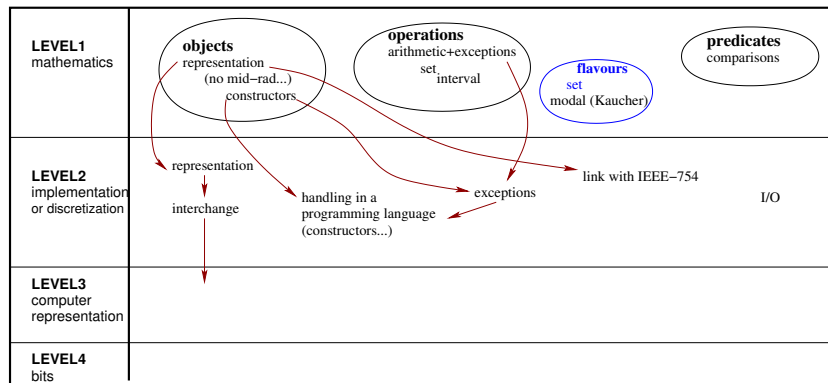 LEVEL1
mathematics
objects
representation
(no mid−rad...)
constructors
operations
arithmetic+exceptions
set
interval
flavours
set
modal (Kaucher)
predicates
comparisons
LEVEL2
implementation
or discretization
representation
interchange
handling in a
programming language
(constructors...)
exceptions
link with IEEE−754
I/O
LEVEL3
computer
representation
LEVEL4
bits